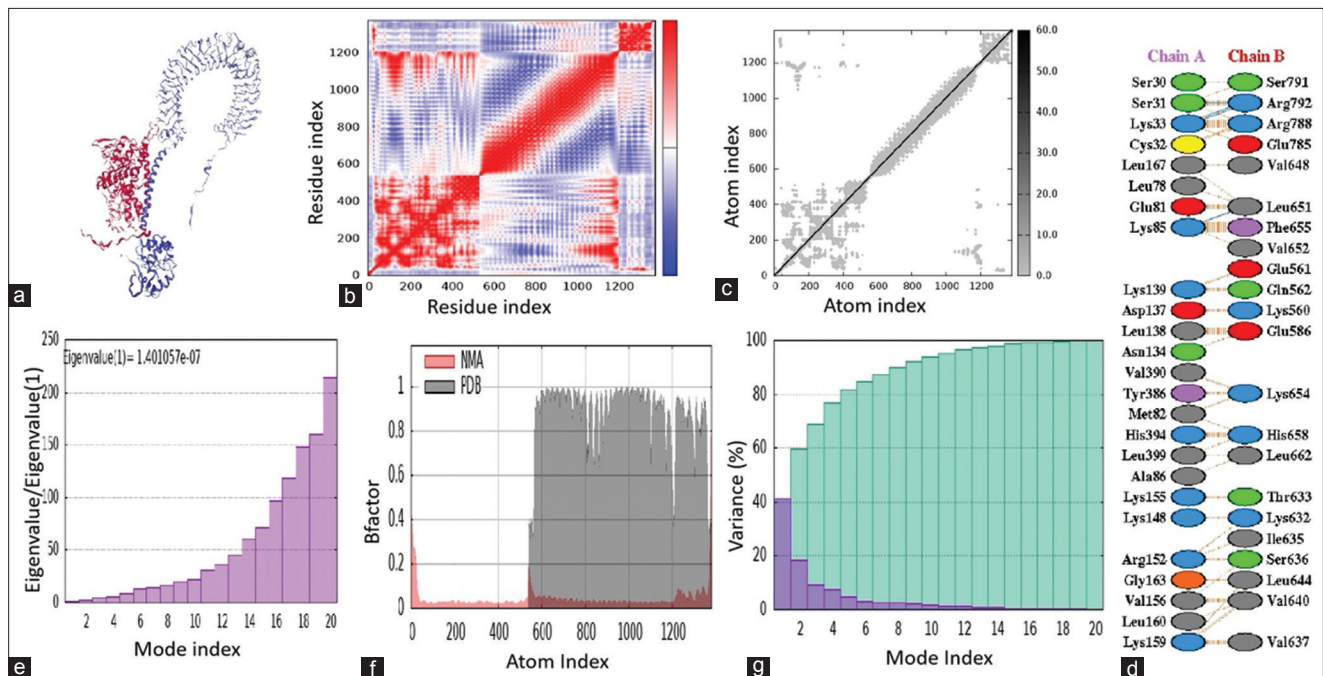 a
1200
1000
800
600
400
200
0
Residue index
0 200 400 600 800 1000 1200
Residue index
b
1200
1000
800
600
400
200
0
Atom index
0 200 400 600 800 1000 1200
Atom index
60.0
50.0
40.0
30.0
20.0
10.0
0.0
c
Chain A Chain B
Ser30 Ser791
Ser31 Arg792
Lys33 Arg788
Cys32 Glu785
Leu167 Val648
Leu78
Glu81 Leu651
Lys85 Phe655
Val652
Glu561
Lys139 Gln562
Asp137 Lys560
Leu138 Glu586
Asn134
Val390
Tyr386 Lys654
Met82
His394 His658
Leu399 Leu662
Ala86
Lys155 Thr633
Lys148 Lys632
Ile635
Arg152 Ser636
Gly163 Leu644
Val156 Val640
Leu160
Lys159 Val637
d
250
200
150
100
50
0
Eigenvalue/Eigenvalue(1)
Eigenvalue(1)= 1.401057e-07
2 4 6 8 10 12 14 16 18 20
Mode index
e
NMA
PDB
1
0.8
0.6
0.4
0.2
0
Bfactor
0 200 400 600 800 1000 1200
Atom Index
f
100
80
60
40
20
0
Variance (%)
2 4 6 8 10 12 14 16 18 20
Mode Index
g